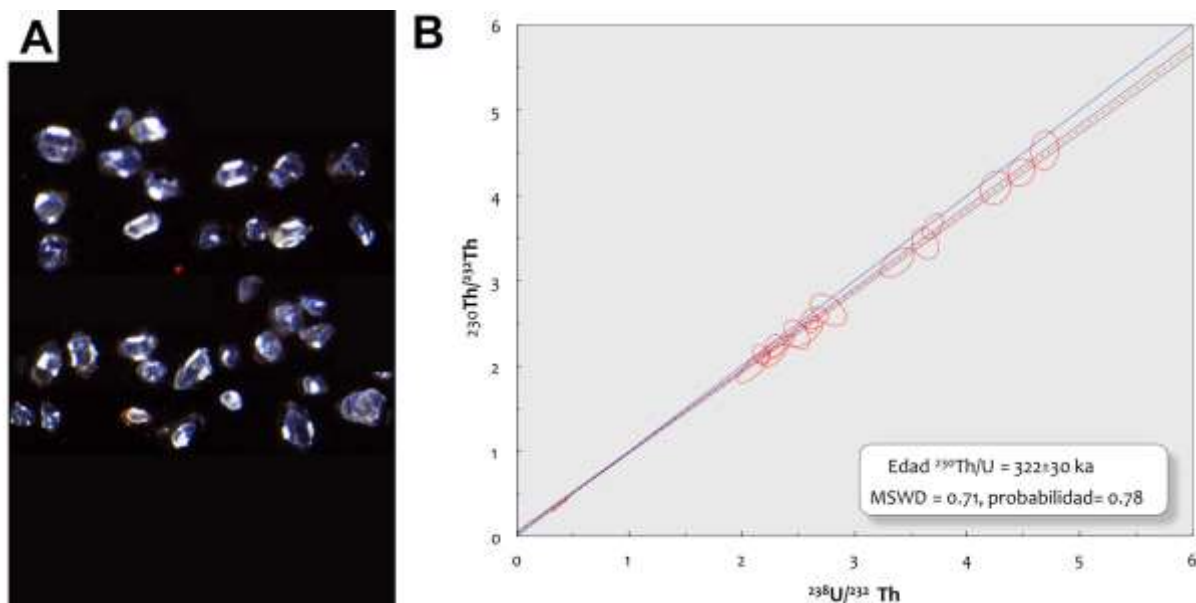 A
B
6
5
4
3
2
1
0
²³⁰Th/²³²Th
Edad ²³⁰Th/U = 322±30 ka
MSWD = 0.71, probabilidad= 0.78
0 1 2 3 4 5 6
²³⁸U/²³² Th